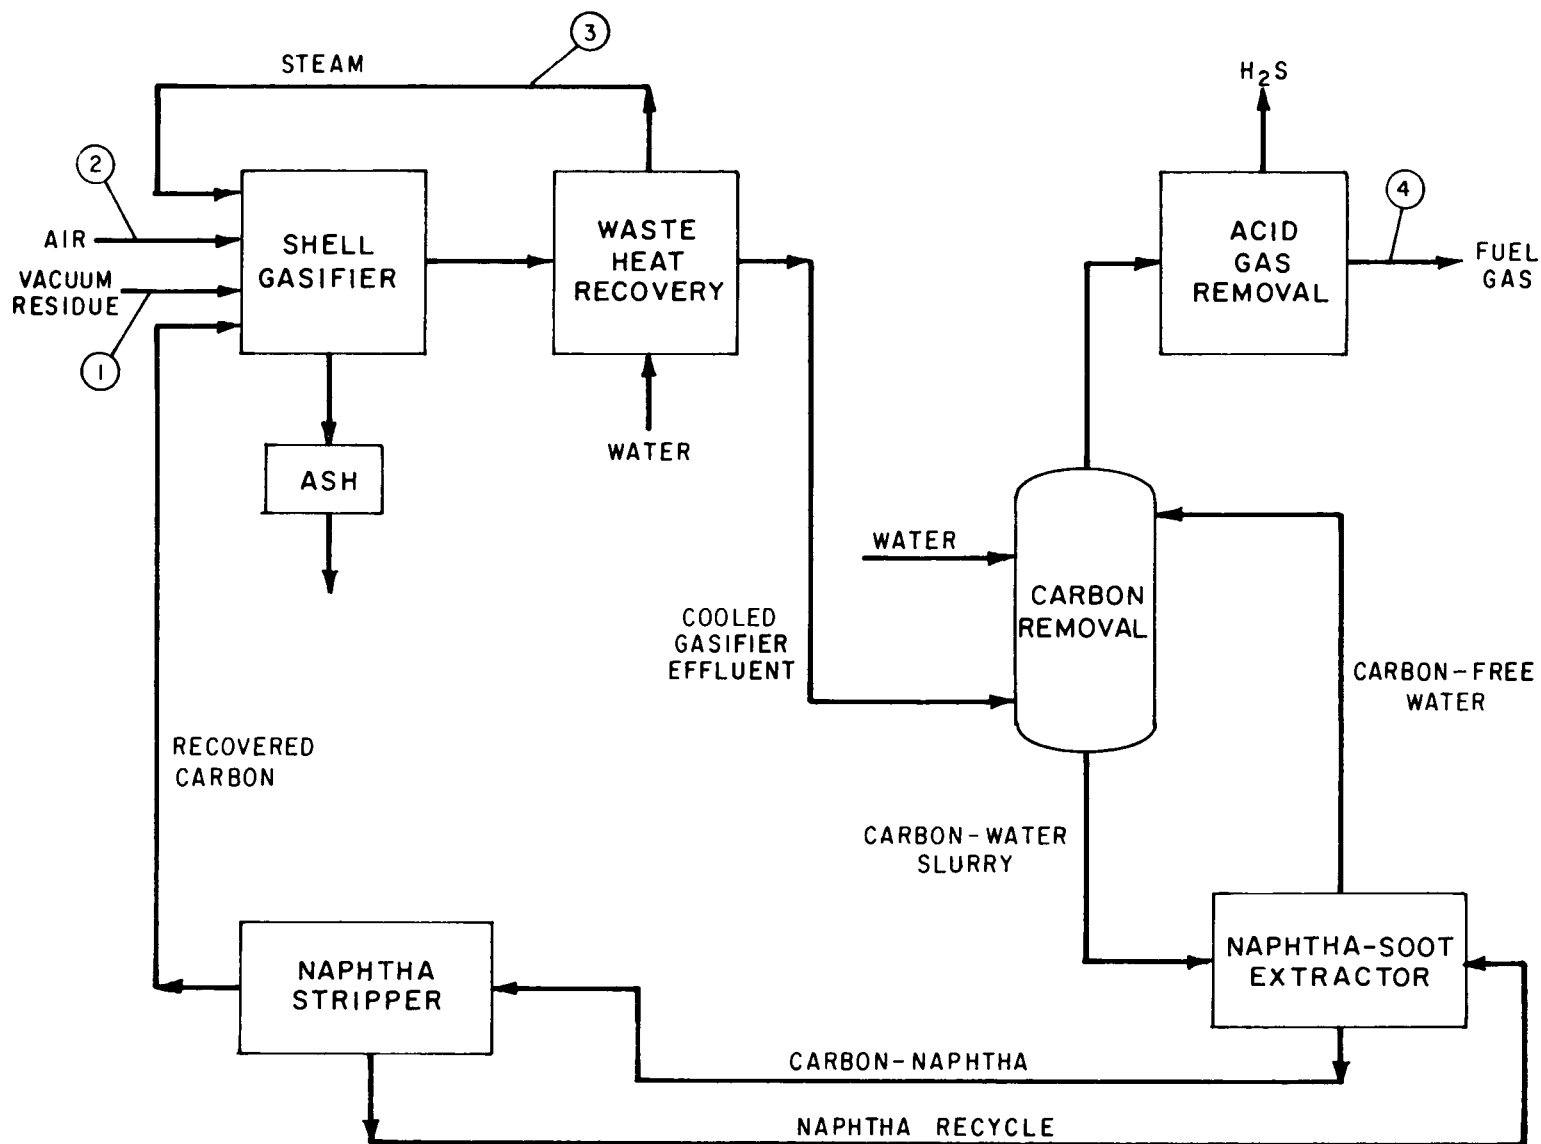 3
STEAM
H2S
2
4
AIR
SHELL
GASIFIER
WASTE
HEAT
RECOVERY
ACID
GAS
REMOVAL
FUEL
GAS
VACUUM
RESIDUE
1
WATER
ASH
WATER
CARBON
REMOVAL
COOLED
GASIFIER
EFFLUENT
CARBON-FREE
WATER
RECOVERED
CARBON
CARBON-WATER
SLURRY
NAPHTHA
STRIPPER
NAPHTHA-SOOT
EXTRACTOR
CARBON-NAPHTHA
NAPHTHA RECYCLE